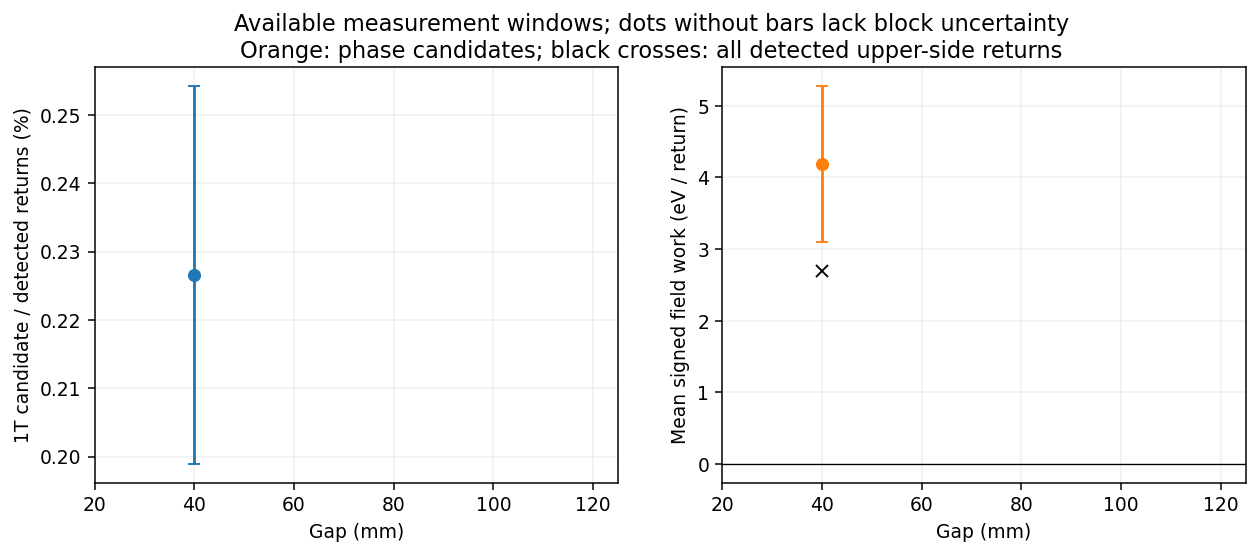 Available measurement windows; dots without bars lack block uncertainty
Orange: phase candidates; black crosses: all detected upper-side returns
1T candidate / detected returns (%)
0.25
0.24
0.23
0.22
0.21
0.20
20 40 60 80 100 120
Gap (mm)
Mean signed field work (eV / return)
5
4
3
2
1
0
20 40 60 80 100 120
Gap (mm)